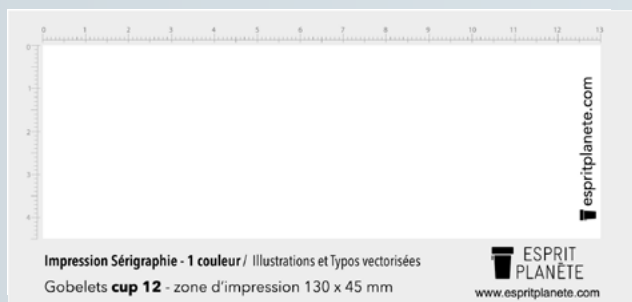 0 1 2 3 4 5 6 7 8 9 10 11 12 13
0
1
2
3
4
espritplanete.com
Impression Sérigraphie - 1 couleur / Illustrations et Typos vectorisées
Gobelets cup 12 - zone d'impression 130 x 45 mm
ESPRIT
PLANÈTE
www.espritplanete.com